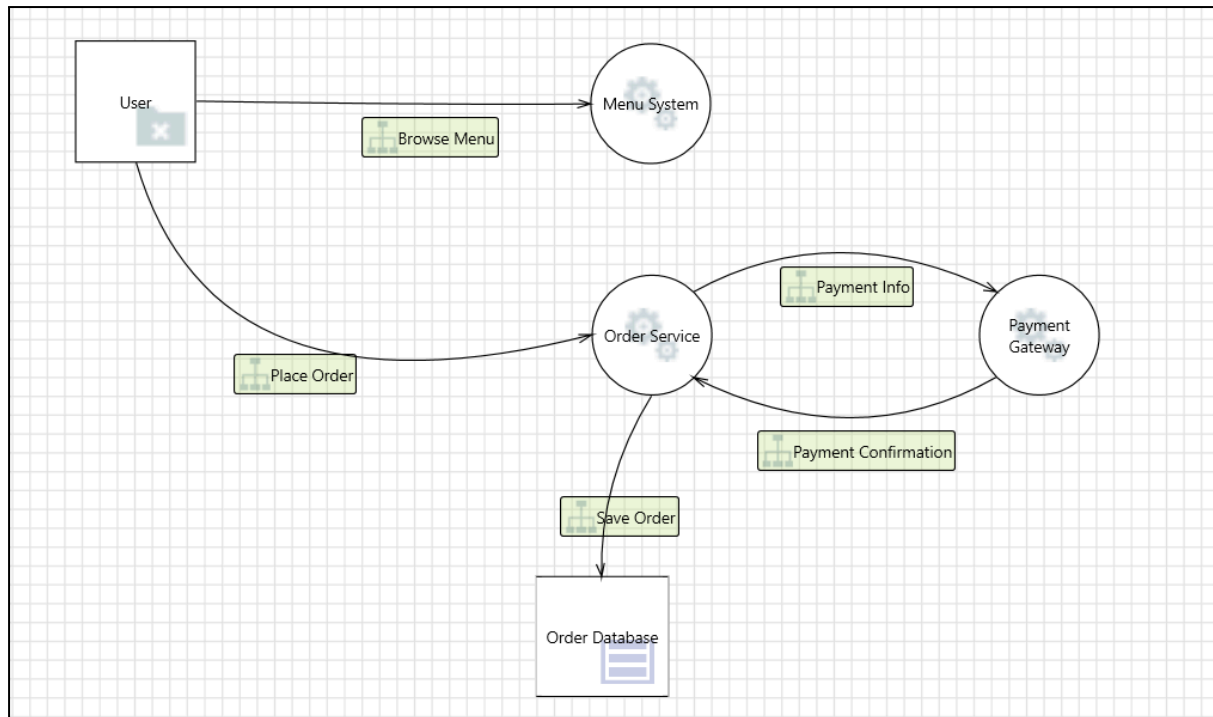 User
Menu System
Browse Menu
Payment Info
Order Service
Payment
Gateway
Place Order
Payment Confirmation
Save Order
Order Database